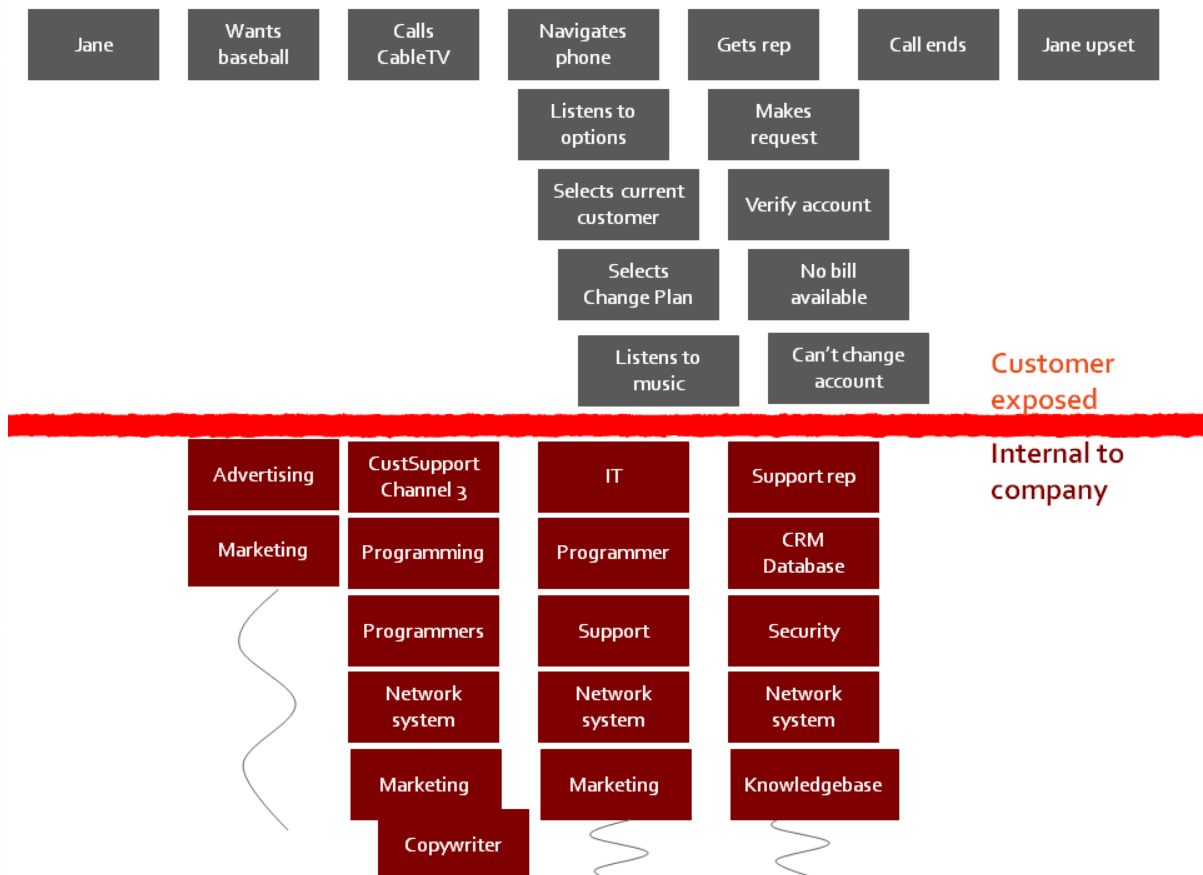 Jane
Wants
baseball
Calls
CableTV
Navigates
phone
Gets rep
Call ends
Jane upset
Listens to
options
Makes
request
Selects current
customer
Verify account
Selects
Change Plan
No bill
available
Listens to
music
Can't change
account
Customer
exposed
Internal to
company
Advertising
CustSupport
Channel 3
IT
Support rep
Marketing
Programming
Programmer
CRM
Database
Programmers
Support
Security
Network
system
Network
system
Network
system
Marketing
Marketing
Knowledgebase
Copywriter